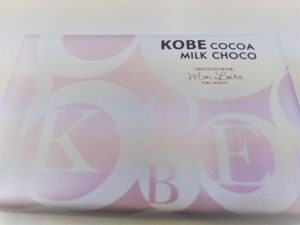 KOBE COCOA
MILK CHOCO
CHOCOLATE HOUSE
Mon Loire
K B E